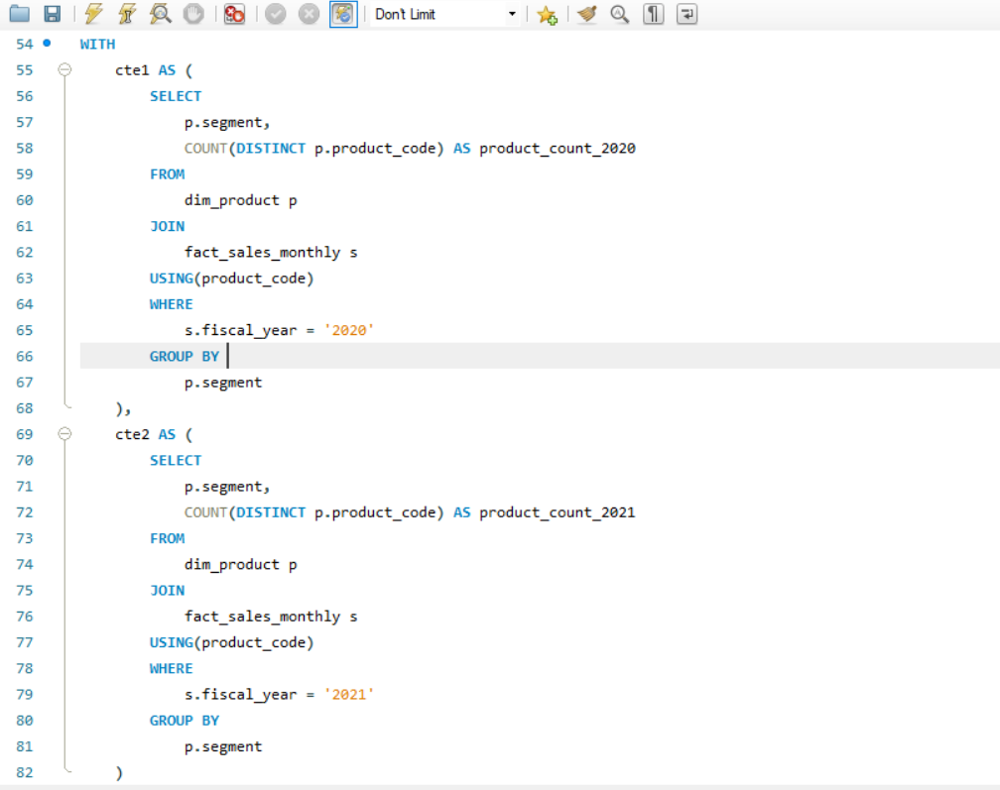 Don't Limit
54 WITH
55 cte1 AS (
56 SELECT
57 p.segment,
58 COUNT(DISTINCT p.product_code) AS product_count_2020
59 FROM
60 dim_product p
61 JOIN
62 fact_sales_monthly s
63 USING(product_code)
64 WHERE
65 s.fiscal_year = '2020'
66 GROUP BY
67 p.segment
68 ),
69 cte2 AS (
70 SELECT
71 p.segment,
72 COUNT(DISTINCT p.product_code) AS product_count_2021
73 FROM
74 dim_product p
75 JOIN
76 fact_sales_monthly s
77 USING(product_code)
78 WHERE
79 s.fiscal_year = '2021'
80 GROUP BY
81 p.segment
82 )